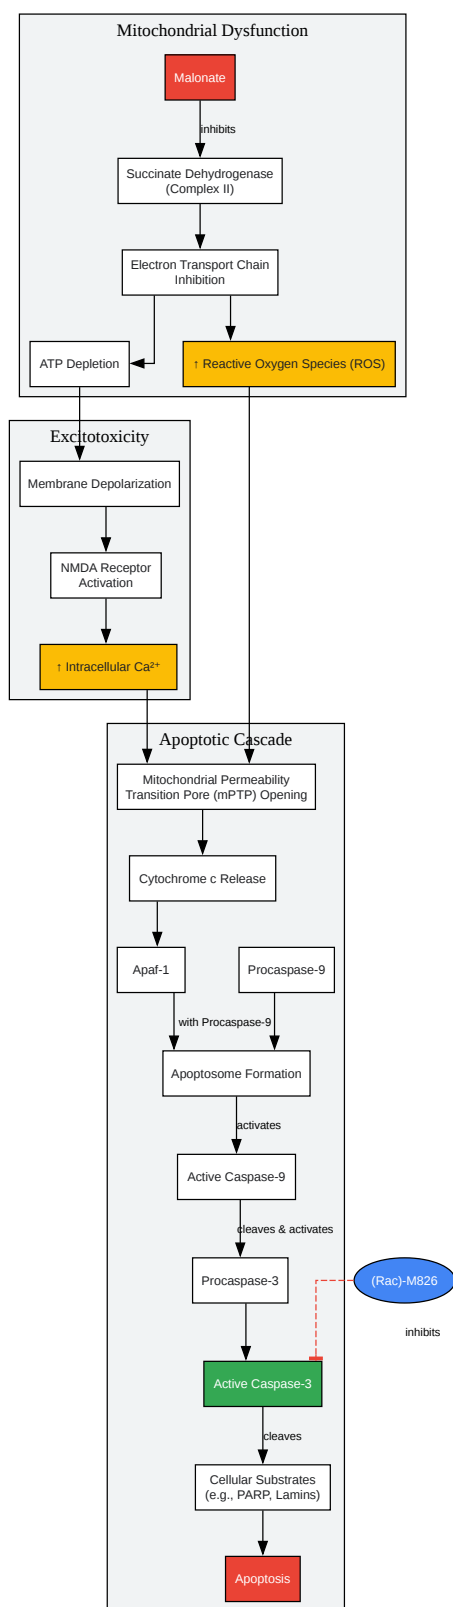 Mitochondrial Dysfunction
Malonate
inhibits
Succinate Dehydrogenase
(Complex II)
Electron Transport Chain
Inhibition
ATP Depletion
↑ Reactive Oxygen Species (ROS)
Excitotoxicity
Membrane Depolarization
NMDA Receptor
Activation
↑ Intracellular Ca²⁺
Apoptotic Cascade
Mitochondrial Permeability
Transition Pore (mPTP) Opening
Cytochrome c Release
Apaf-1
Procaspase-9
with Procaspase-9
Apoptosome Formation
activates
Active Caspase-9
cleaves & activates
Procaspase-3
(Rac)-M826
inhibits
Active Caspase-3
cleaves
Cellular Substrates
(e.g., PARP, Lamins)
Apoptosis